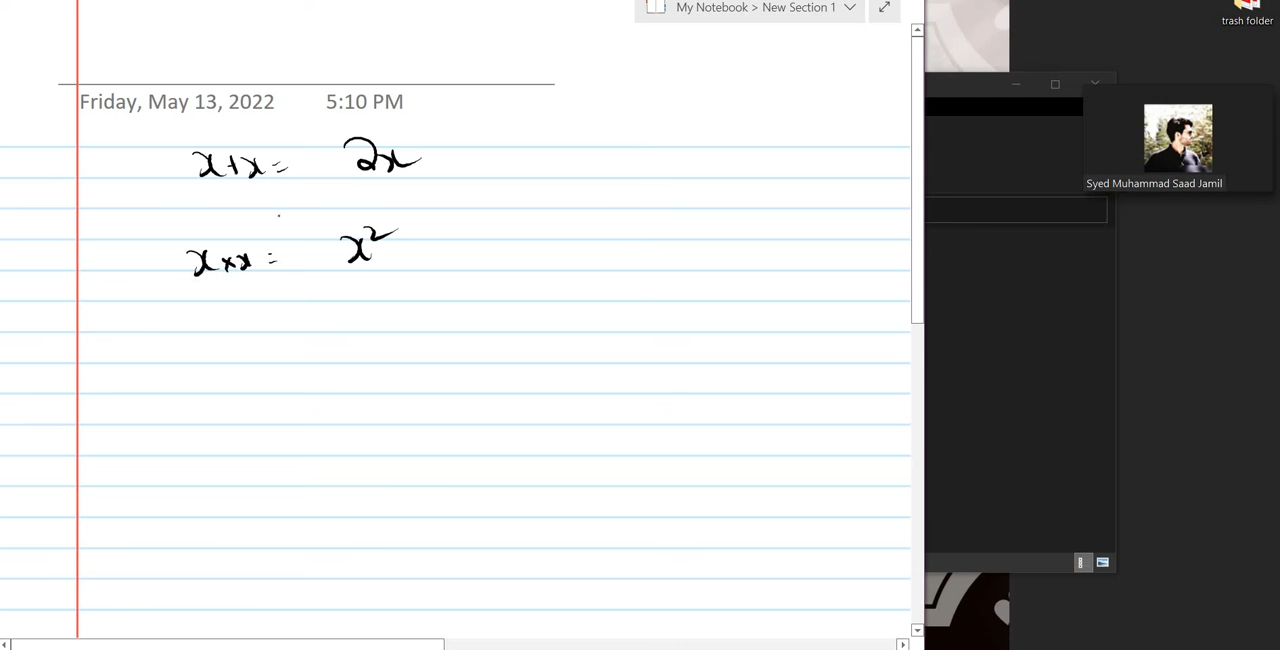 My Notebook > New Section 1
trash folder
Friday, May 13, 2022 5:10 PM
x+x= 2x
Syed Muhammad Saad Jamil
x×x= x²